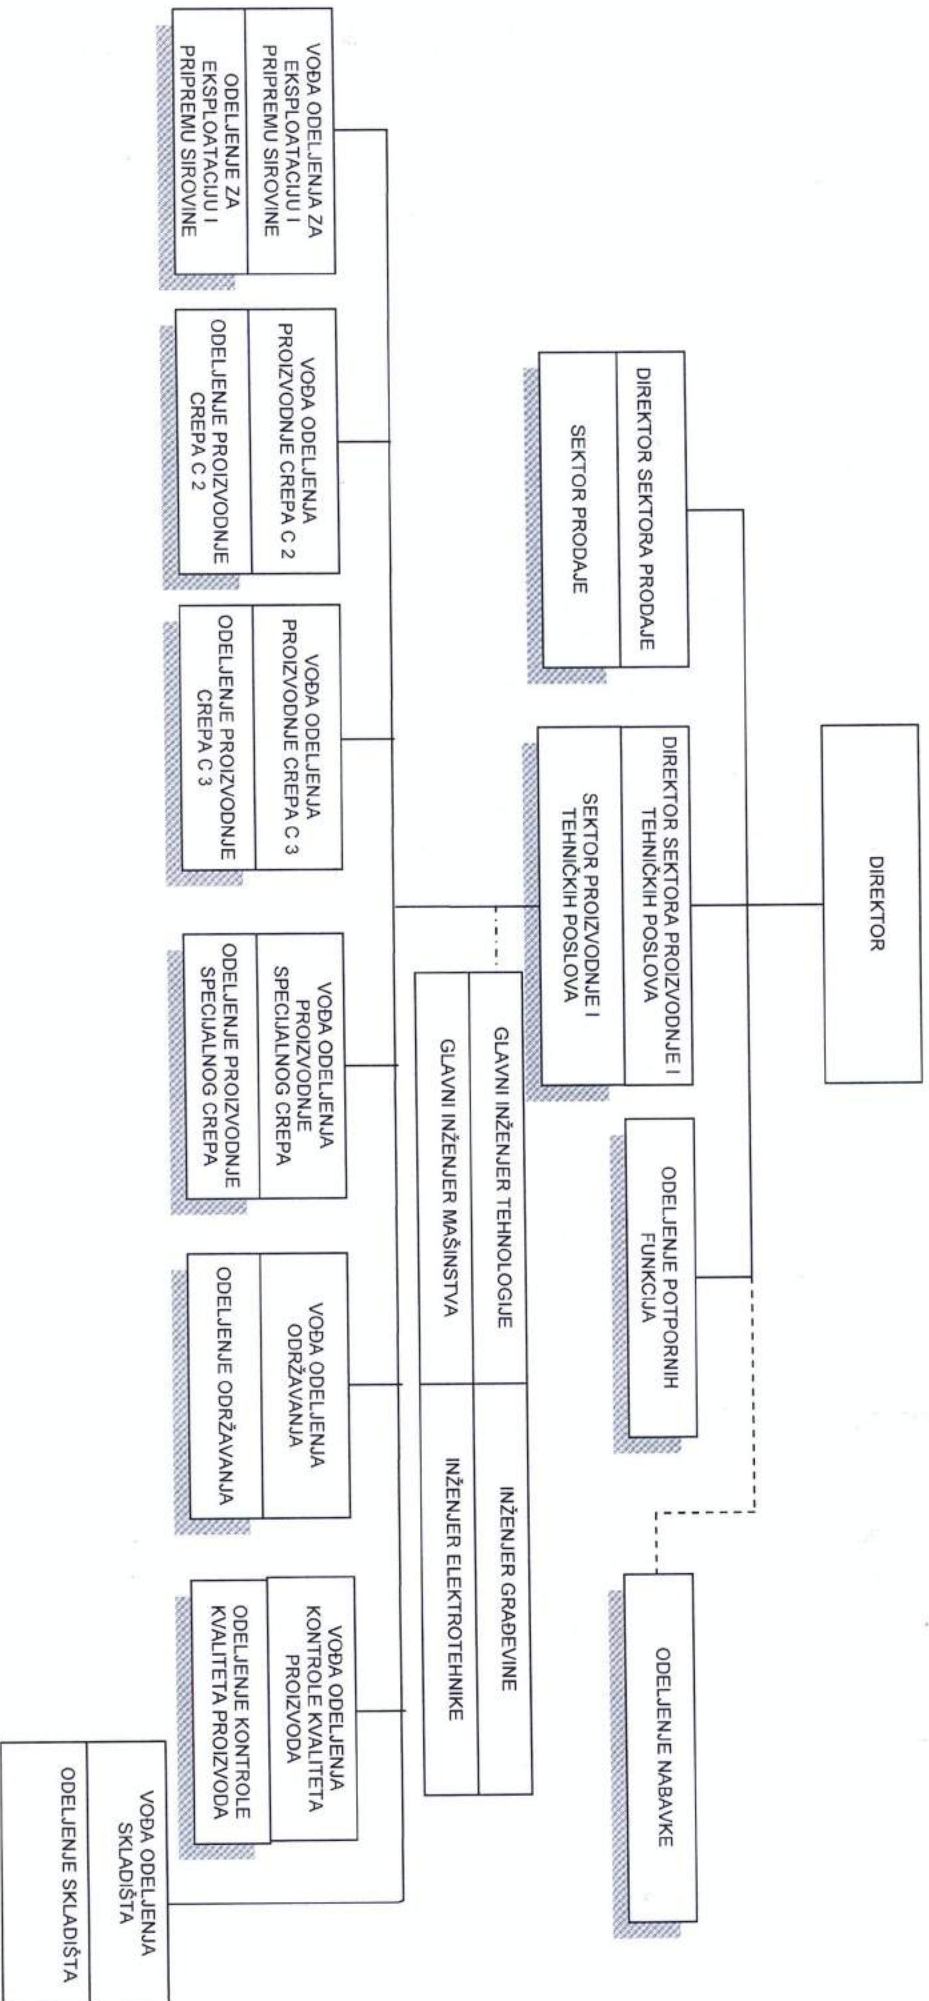 DIREKTOR
DIREKTOR SEKTORA PRODAJE
SEKTOR PRODAJE
DIREKTOR SEKTORA PROIZVODNJE I
TEHNIČKIH POSLOVA
SEKTOR PROIZVODNJE I
TEHNIČKIH POSLOVA
ODELJENJE POTPORNIH
FUNKCIJA
ODELJENJE NABAVKE
GLAVNI INŽENJER TEHNOLOGIJE
INŽENJER GRAĐEVINE
GLAVNI INŽENJER MAŠINSTVA
INŽENJER ELEKTROTEHNIKE
VOĐA ODELJENJA ZA
EKSPLOATACIJU I
PRIPREMU SIROVINE
ODELJENJE ZA
EKSPLOATACIJU I
PRIPREMU SIROVINE
VOĐA ODELJENJA
PROIZVODNJE CREPA C 2
ODELJENJE PROIZVODNJE
CREPA C 2
VOĐA ODELJENJA
PROIZVODNJE CREPA C 3
ODELJENJE PROIZVODNJE
CREPA C 3
VOĐA ODELJENJA
PROIZVODNJE
SPECIJALNOG CREPA
ODELJENJE PROIZVODNJE
SPECIJALNOG CREPA
VOĐA ODELJENJA
ODRŽAVANJA
ODELJENJE ODRŽAVANJA
VOĐA ODELJENJA
KONTROLE KVALITETA
PROIZVODA
ODELJENJE KONTROLE
KVALITETA PROIZVODA
VOĐA ODELJENJA
SKLADIŠTA
ODELJENJE SKLADIŠTA